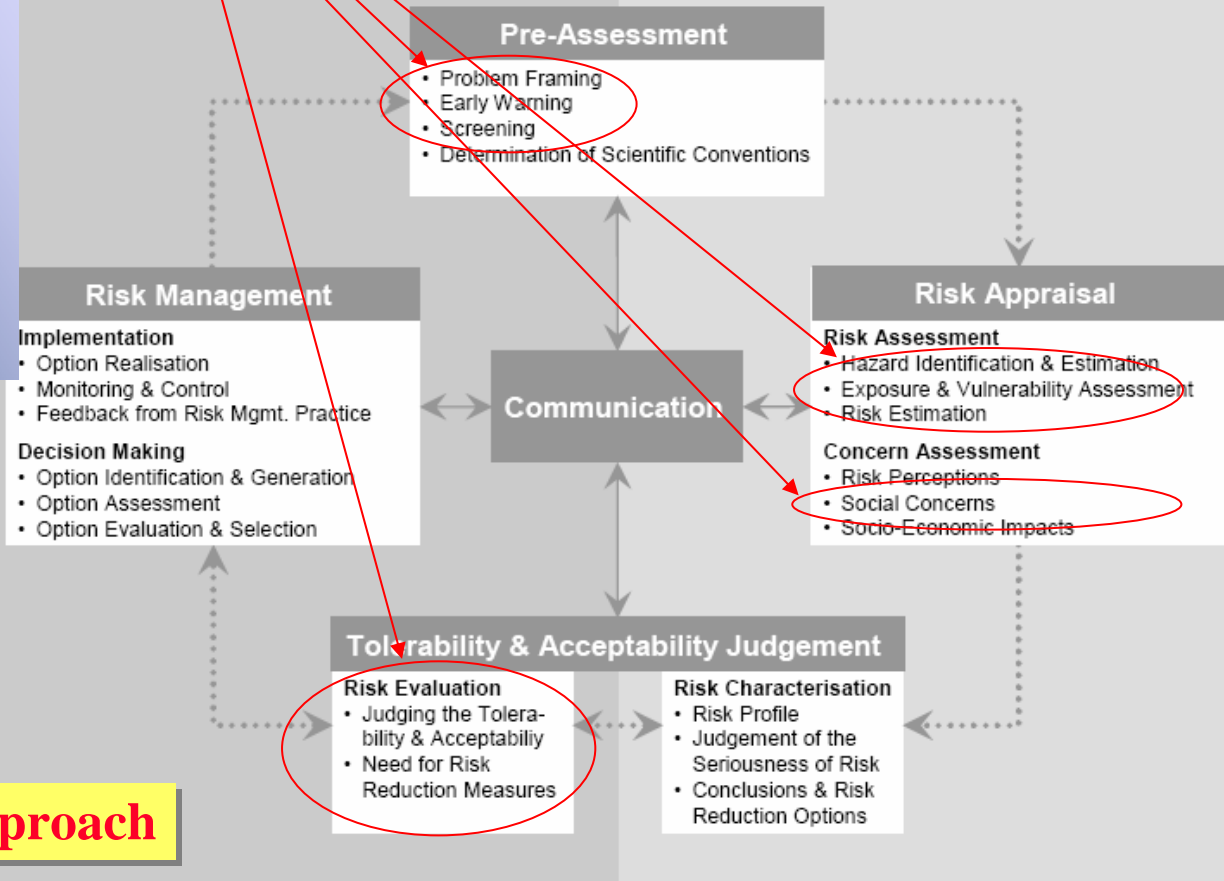 Pre-Assessment
• Problem Framing
• Early Warning
• Screening
• Determination of Scientific Conventions
Risk Management
Implementation
• Option Realisation
• Monitoring & Control
• Feedback from Risk Mgmt. Practice
Decision Making
• Option Identification & Generation
• Option Assessment
• Option Evaluation & Selection
Communication
Risk Appraisal
Risk Assessment
• Hazard Identification & Estimation
• Exposure & Vulnerability Assessment
• Risk Estimation
Concern Assessment
• Risk Perceptions
• Social Concerns
• Socio-Economic Impacts
Tolerability & Acceptability Judgement
Risk Evaluation
• Judging the Tolera-
bility & Acceptabiliy
• Need for Risk
Reduction Measures
Risk Characterisation
• Risk Profile
• Judgement of the
Seriousness of Risk
• Conclusions & Risk
Reduction Options
proach